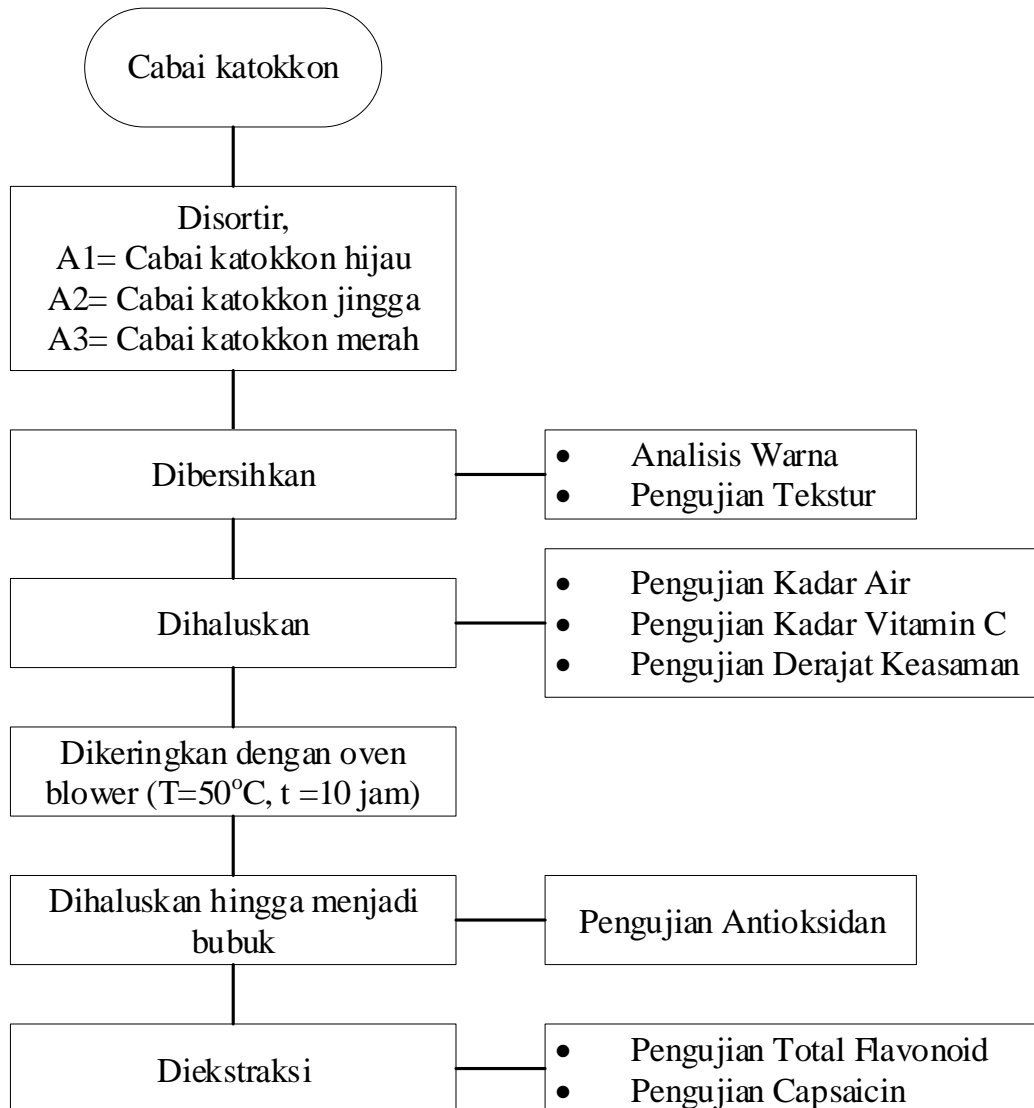 Cabai katokkon
Disortir,
A1= Cabai katokkon hijau
A2= Cabai katokkon jingga
A3= Cabai katokkon merah
Dibersihkan
• Analisis Warna
• Pengujian Tekstur
Dihaluskan
• Pengujian Kadar Air
• Pengujian Kadar Vitamin C
• Pengujian Derajat Keasaman
Dikeringkan dengan oven
blower (T=50°C, t =10 jam)
Dihaluskan hingga menjadi
bubuk
Pengujian Antioksidan
Diekstraksi
• Pengujian Total Flavonoid
• Pengujian Capsaicin